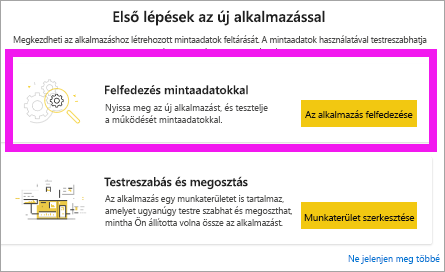 Első lépések az új alkalmazással
Megkezdheti az alkalmazáshoz létrehozott mintaadatok feltárását. A mintaadatok használatával testreszabhatja
Felfedezés mintaadatokkal
Nyissa meg az új alkalmazást, és tesztelje
a működését mintaadatokkal.
Az alkalmazás felfedezése
Testreszabás és megosztás
Az alkalmazás egy munkaterületet is tartalmaz,
amelyet ugyanúgy testre szabhat és megoszthat,
mintha Ön állította volna össze az alkalmazást.
Munkaterület szerkesztése
Ne jelenjen meg többé